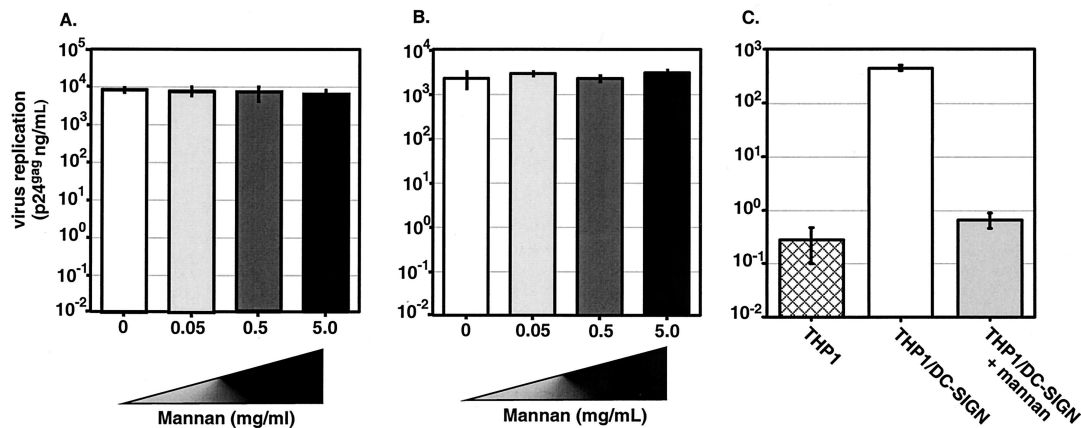 A.
virus replication
(p24gag ng/mL)
10^5
10^4
10^3
10^2
10^1
10^0
10^-1
10^-2
0 0.05 0.5 5.0
Mannan (mg/ml)
B.
10^4
10^3
10^2
10^1
10^0
10^-1
10^-2
0 0.05 0.5 5.0
Mannan (mg/mL)
C.
10^3
10^2
10^1
10^0
10^-1
10^-2
THP1
THP1/DC-SIGN
THP1/DC-SIGN
+ mannan